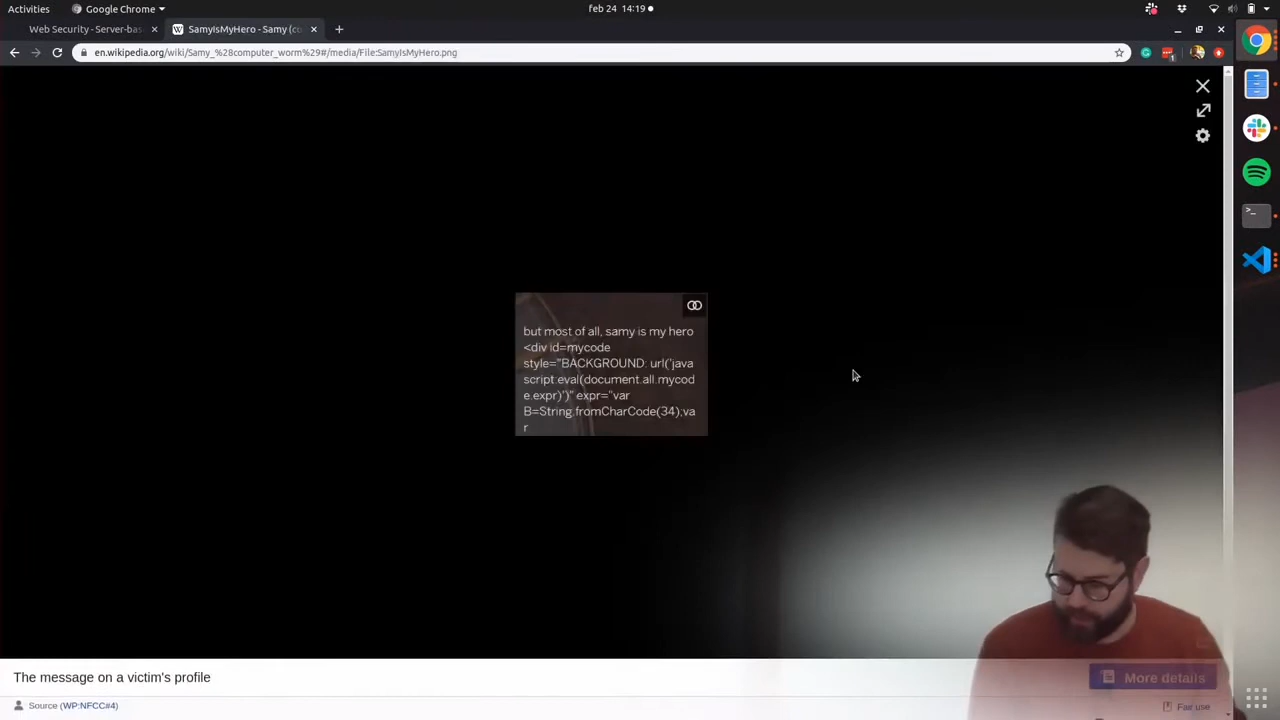 Activities
Google Chrome
feb 24 14:19
Web Security - Server-bas
SamyIsMyHero - Samy (co
en.wikipedia.org/wiki/Samy_%28computer_worm%29#/media/File:SamyIsMyHero.png
1
but most of all, samy is my hero
<div id=mycode
style="BACKGROUND: url('java
script:eval(document.all.mycod
e.expr)')" expr="var
B=String.fromCharCode(34);va
r
The message on a victim's profile
More details
Source (WP:NFCC#4)
Fair use